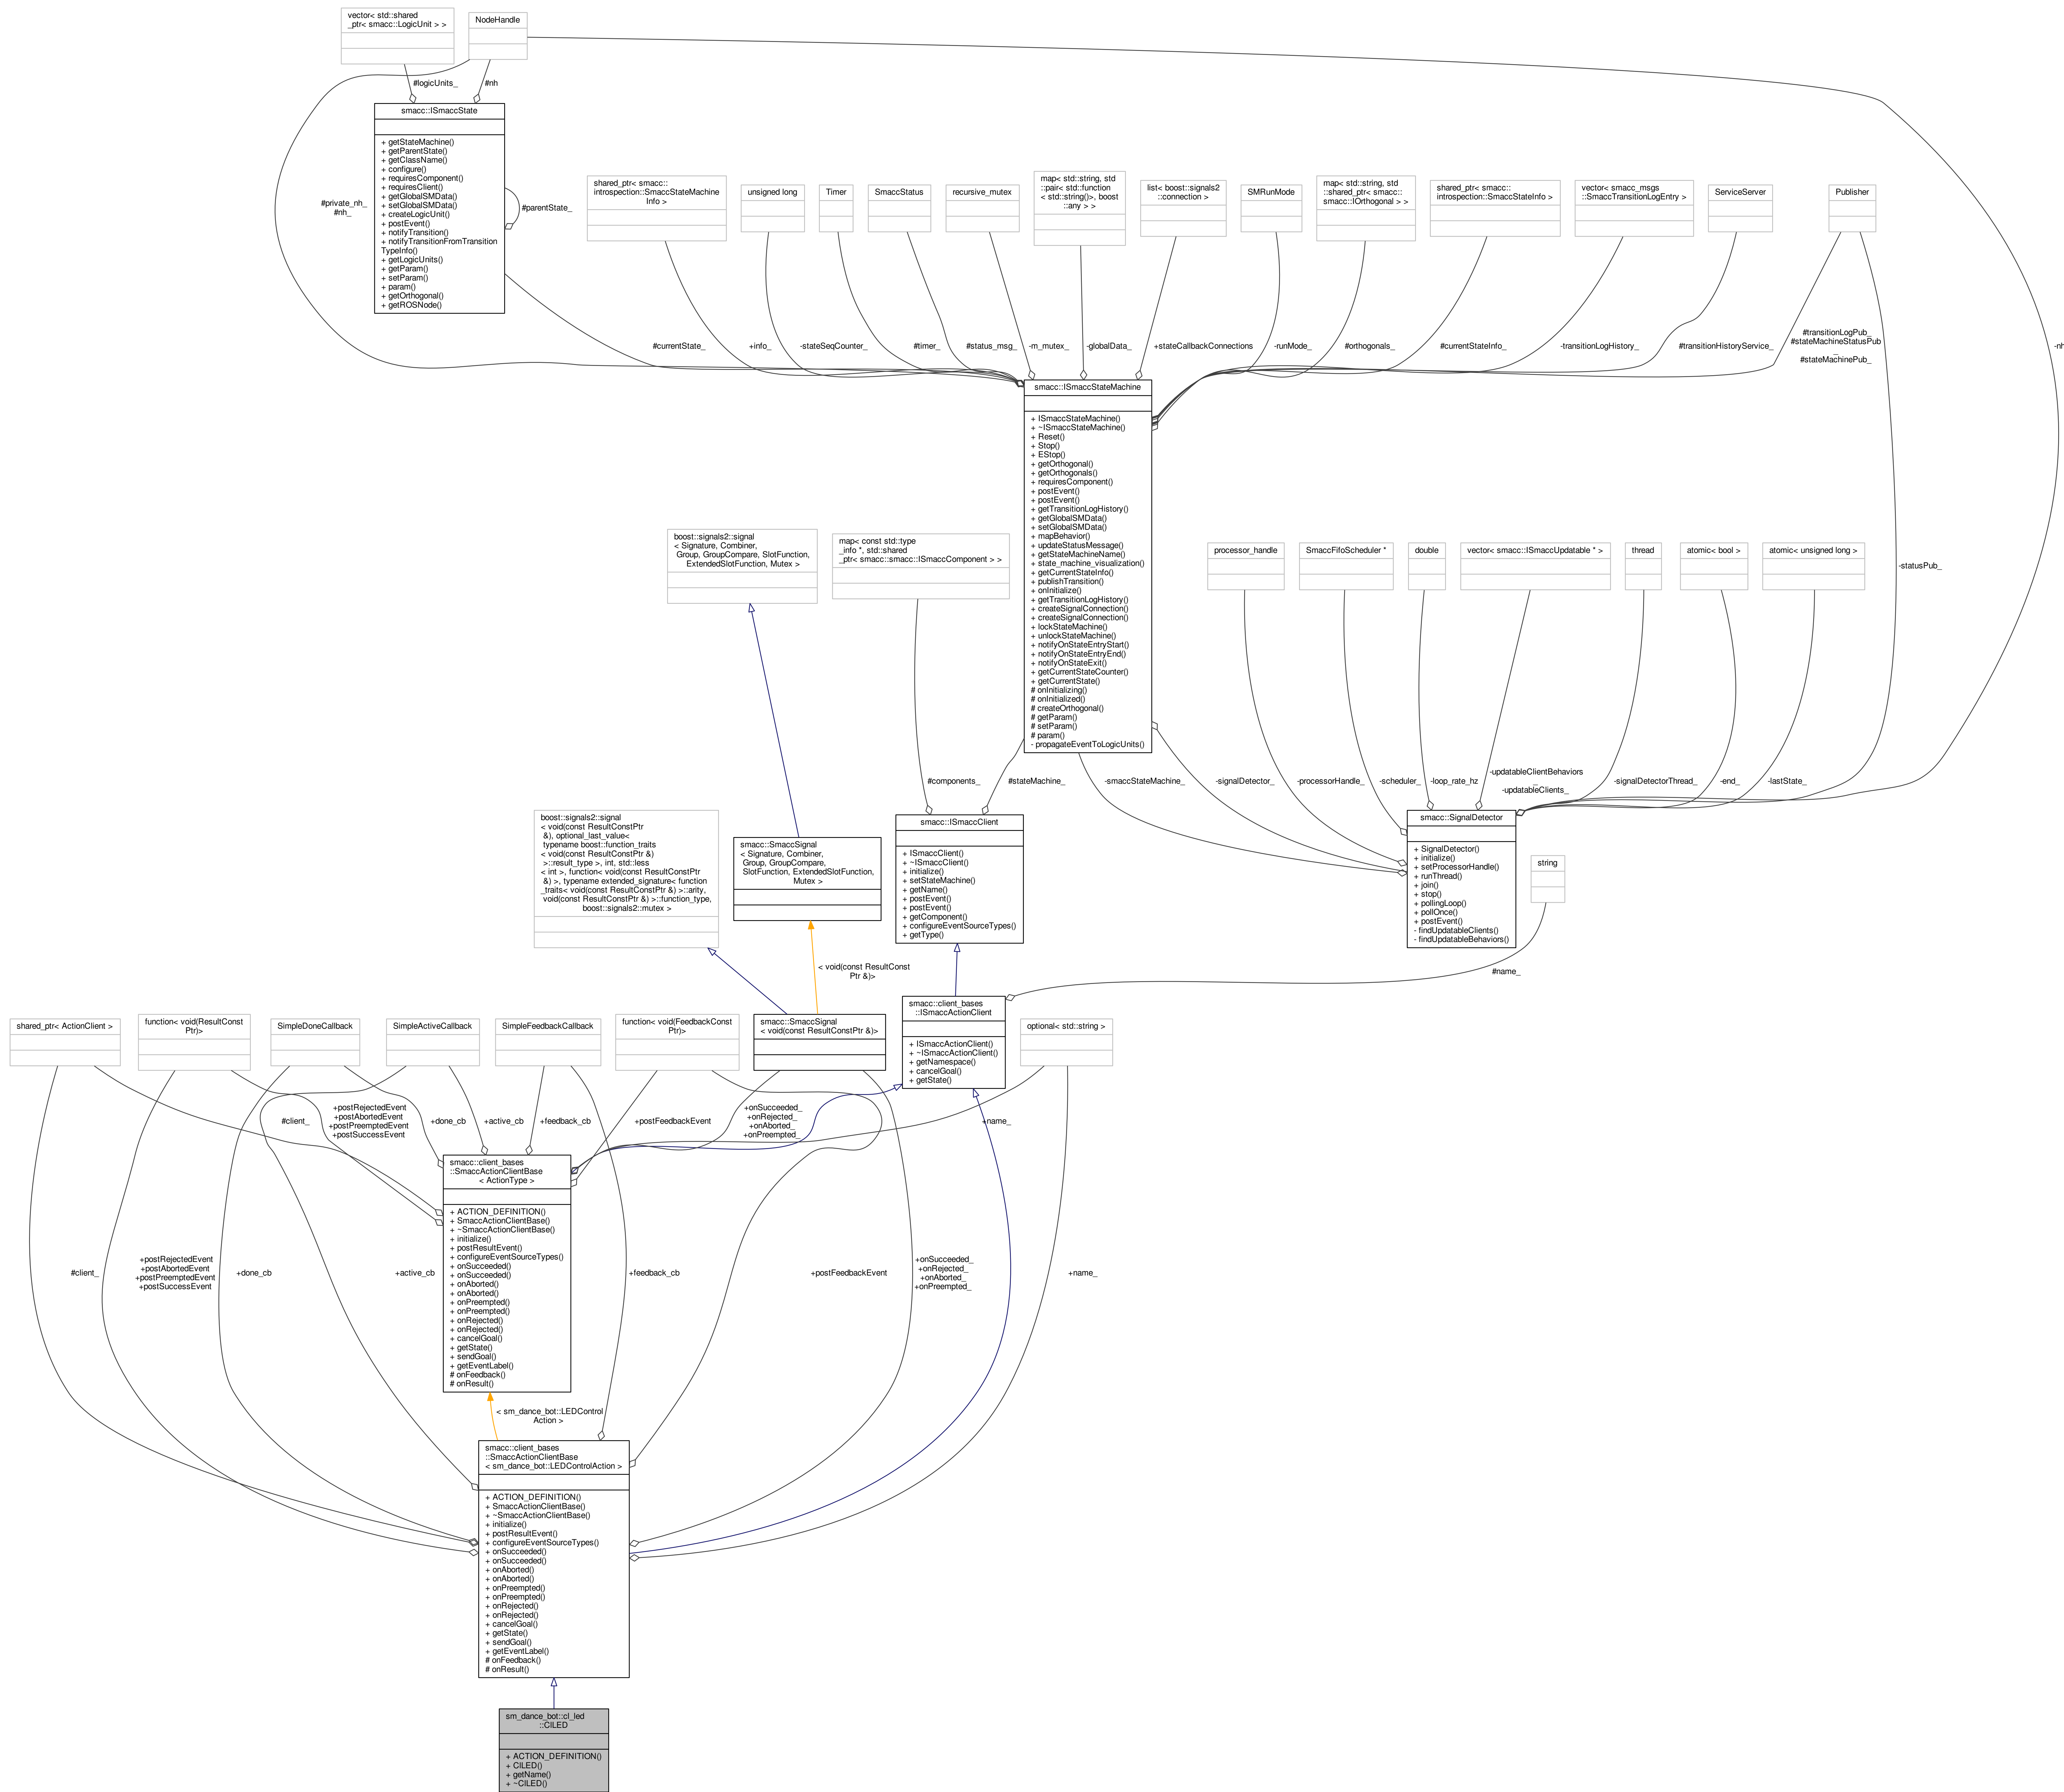 vector< std::shared
_ptr< smacc::LogicUnit > >
NodeHandle
#logicUnits_
#nh
smacc::ISmaccState
+ getStateMachine()
+ getParentState()
+ getClassName()
+ configure()
+ requiresComponent()
+ requiresClient()
+ getGlobalSMData()
+ setGlobalSMData()
+ createLogicUnit()
+ postEvent()
+ notifyTransition()
+ notifyTransitionFromTransition
TypeInfo()
+ getLogicUnits()
+ getParam()
+ setParam()
+ param()
+ getOrthogonal()
+ getROSNode()
#private_nh_
#nh_
#parentState_
shared_ptr< smacc::
introspection::SmaccStateMachine
Info >
unsigned long
Timer
SmaccStatus
recursive_mutex
map< std::string, std
::pair< std::function
< std::string()>, boost
::any > >
list< boost::signals2
::connection >
SMRunMode
map< std::string, std
::shared_ptr< smacc::
smacc::IOrthogonal > >
shared_ptr< smacc::
introspection::SmaccStateInfo >
vector< smacc_msgs
::SmaccTransitionLogEntry >
ServiceServer
Publisher
#currentState_
+info_
-stateSeqCounter_
#timer_
#status_msg_
-m_mutex_
-globalData_
+stateCallbackConnections
-runMode_
#orthogonals_
#currentStateInfo_
-transitionLogHistory_
#transitionHistoryService_
#transitionLogPub_
#stateMachineStatusPub
_
#stateMachinePub_
-nh_
smacc::ISmaccStateMachine
+ ISmaccStateMachine()
+ ~ISmaccStateMachine()
+ Reset()
+ Stop()
+ EStop()
+ getOrthogonal()
+ getOrthogonals()
+ requiresComponent()
+ postEvent()
+ postEvent()
+ getTransitionLogHistory()
+ getGlobalSMData()
+ setGlobalSMData()
+ mapBehavior()
+ updateStatusMessage()
+ getStateMachineName()
+ state_machine_visualization()
+ getCurrentStateInfo()
+ publishTransition()
+ onInitialize()
+ getTransitionLogHistory()
+ createSignalConnection()
+ createSignalConnection()
+ lockStateMachine()
+ unlockStateMachine()
+ notifyOnStateEntryStart()
+ notifyOnStateEntryEnd()
+ notifyOnStateExit()
+ getCurrentStateCounter()
+ getCurrentState()
# onInitializing()
# onInitialized()
# createOrthogonal()
# getParam()
# setParam()
# param()
- propagateEventToLogicUnits()
boost::signals2::signal
< Signature, Combiner,
Group, GroupCompare, SlotFunction,
ExtendedSlotFunction, Mutex >
map< const std::type
_info *, std::shared
_ptr< smacc::smacc::ISmaccComponent > >
processor_handle
SmaccFifoScheduler *
double
vector< smacc::ISmaccUpdatable * >
thread
atomic< bool >
atomic< unsigned long >
-statusPub_
#components_
#stateMachine_
-smaccStateMachine_
-signalDetector_
-processorHandle_
-scheduler_
-loop_rate_hz
-updatableClientBehaviors
_
-updatableClients_
-signalDetectorThread_
-end_
-lastState_
boost::signals2::signal
< void(const ResultConstPtr
&), optional_last_value<
typename boost::function_traits
< void(const ResultConstPtr &)
>::result_type >, int, std::less
< int >, function< void(const ResultConstPtr
&) >, typename extended_signature< function
_traits< void(const ResultConstPtr &) >::arity,
void(const ResultConstPtr &) >::function_type,
boost::signals2::mutex >
smacc::SmaccSignal
< Signature, Combiner,
Group, GroupCompare,
SlotFunction, ExtendedSlotFunction,
Mutex >
smacc::ISmaccClient
+ ISmaccClient()
+ ~ISmaccClient()
+ initialize()
+ setStateMachine()
+ getName()
+ postEvent()
+ postEvent()
+ getComponent()
+ configureEventSourceTypes()
+ getType()
smacc::SignalDetector
+ SignalDetector()
+ initialize()
+ setProcessorHandle()
+ runThread()
+ join()
+ stop()
+ pollingLoop()
+ pollOnce()
+ postEvent()
- findUpdatableClients()
- findUpdatableBehaviors()
string
< void(const ResultConst
Ptr &)>
#name_
shared_ptr< ActionClient >
function< void(ResultConst
Ptr)>
SimpleDoneCallback
SimpleActiveCallback
SimpleFeedbackCallback
function< void(FeedbackConst
Ptr)>
smacc::SmaccSignal
< void(const ResultConstPtr &)>
smacc::client_bases
::ISmaccActionClient
+ ISmaccActionClient()
+ ~ISmaccActionClient()
+ getNamespace()
+ cancelGoal()
+ getState()
optional< std::string >
#client_
+postRejectedEvent
+postAbortedEvent
+postPreemptedEvent
+postSuccessEvent
+done_cb
+active_cb
+feedback_cb
+postFeedbackEvent
+onSucceeded_
+onRejected_
+onAborted_
+onPreempted_
+name_
smacc::client_bases
::SmaccActionClientBase
< ActionType >
+ ACTION_DEFINITION()
+ SmaccActionClientBase()
+ ~SmaccActionClientBase()
+ initialize()
+ postResultEvent()
+ configureEventSourceTypes()
+ onSucceeded()
+ onSucceeded()
+ onAborted()
+ onAborted()
+ onPreempted()
+ onPreempted()
+ onRejected()
+ onRejected()
+ cancelGoal()
+ getState()
+ sendGoal()
+ getEventLabel()
# onFeedback()
# onResult()
#client_
+postRejectedEvent
+postAbortedEvent
+postPreemptedEvent
+postSuccessEvent
+done_cb
+active_cb
+feedback_cb
+postFeedbackEvent
+onSucceeded_
+onRejected_
+onAborted_
+onPreempted_
+name_
< sm_dance_bot::LEDControl
Action >
smacc::client_bases
::SmaccActionClientBase
< sm_dance_bot::LEDControlAction >
+ ACTION_DEFINITION()
+ SmaccActionClientBase()
+ ~SmaccActionClientBase()
+ initialize()
+ postResultEvent()
+ configureEventSourceTypes()
+ onSucceeded()
+ onSucceeded()
+ onAborted()
+ onAborted()
+ onPreempted()
+ onPreempted()
+ onRejected()
+ onRejected()
+ cancelGoal()
+ getState()
+ sendGoal()
+ getEventLabel()
# onFeedback()
# onResult()
sm_dance_bot::cl_led
::ClLED
+ ACTION_DEFINITION()
+ ClLED()
+ getName()
+ ~ClLED()